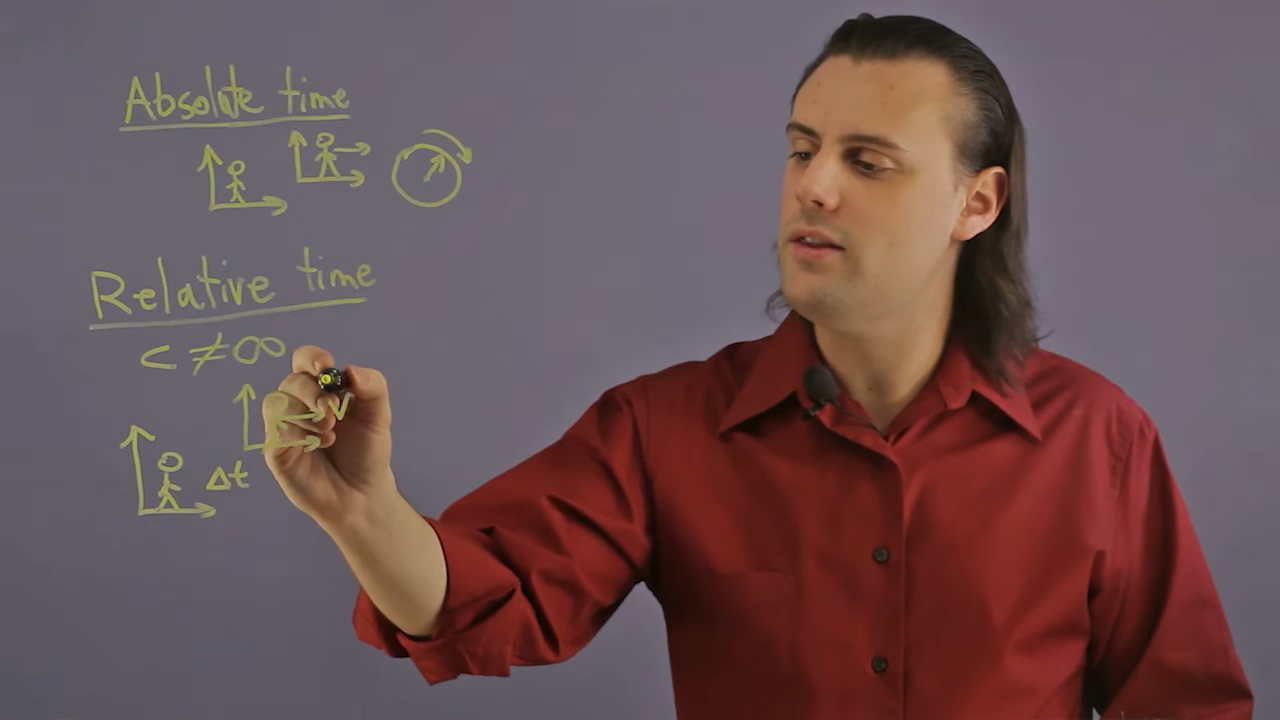 Absolute time
Relative time
c ≠ ∞
v
Δt